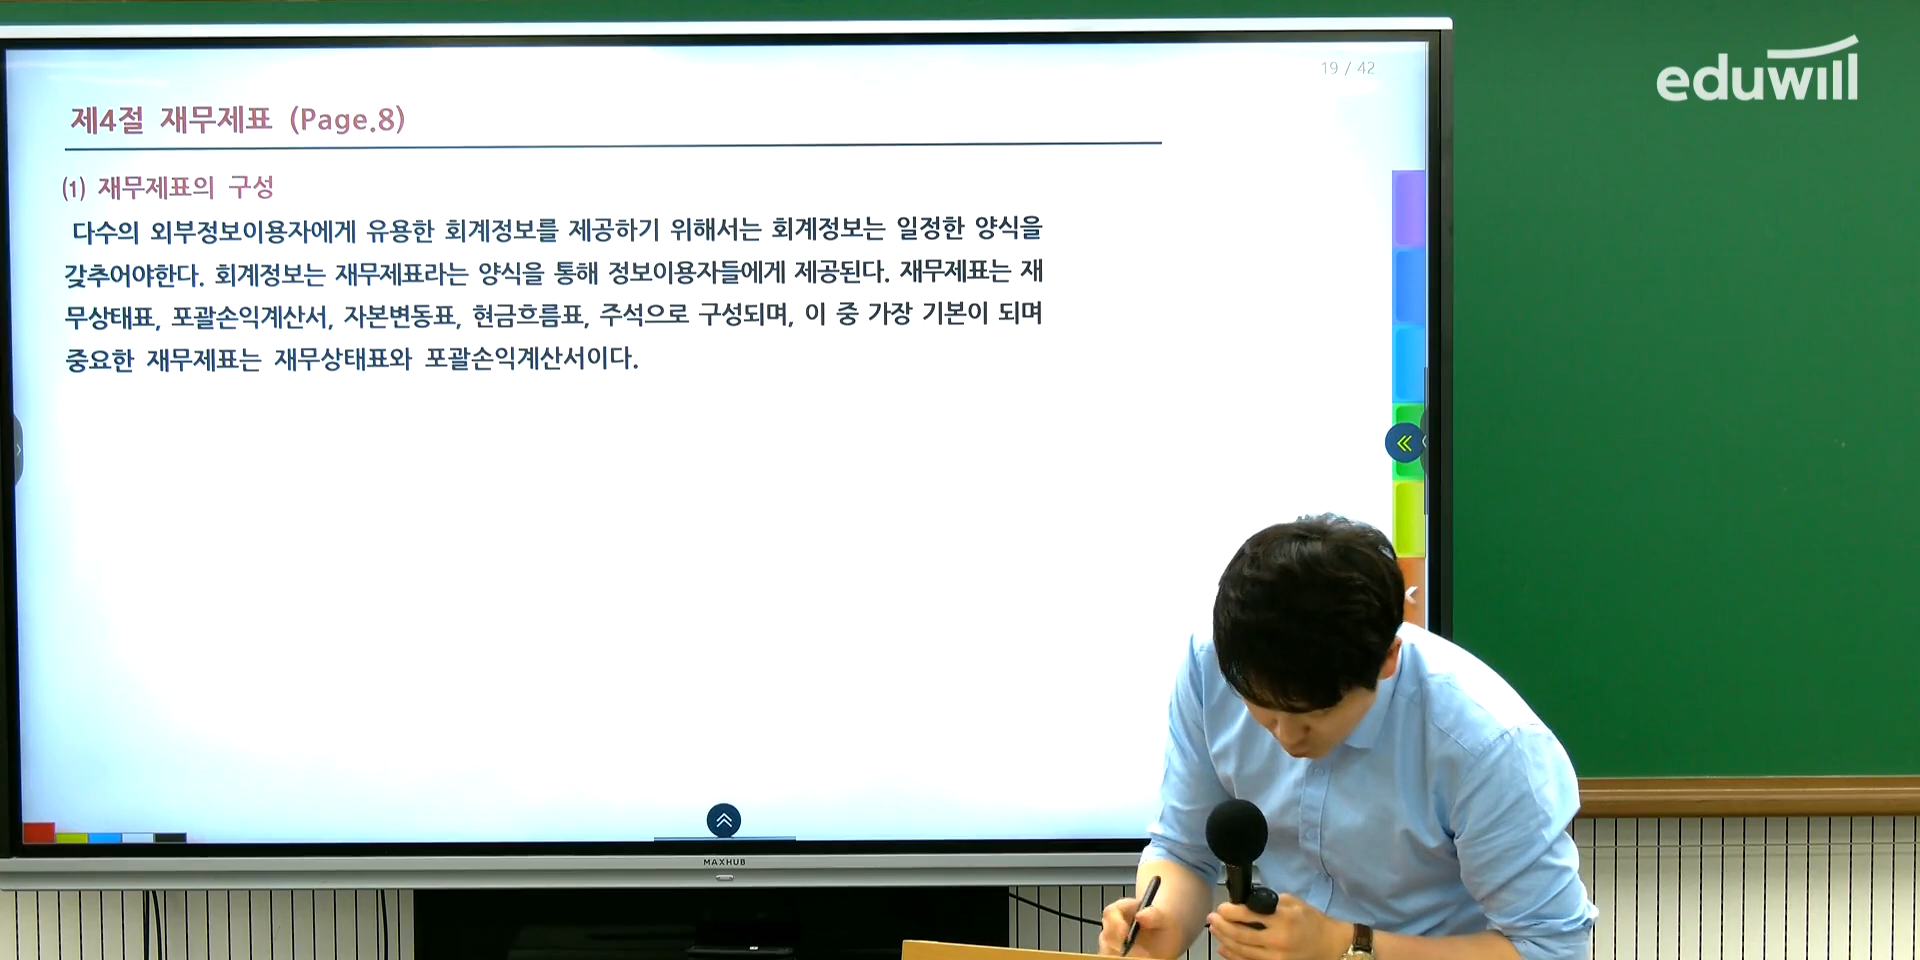 19 / 42
eduwill
제4절 재무제표 (Page.8)
(1) 재무제표의 구성
다수의 외부정보이용자에게 유용한 회계정보를 제공하기 위해서는 회계정보는 일정한 양식을
갖추어야한다. 회계정보는 재무제표라는 양식을 통해 정보이용자들에게 제공된다. 재무제표는 재
무상태표, 포괄손익계산서, 자본변동표, 현금흐름표, 주석으로 구성되며, 이 중 가장 기본이 되며
중요한 재무제표는 재무상태표와 포괄손익계산서이다.
MAXHUB